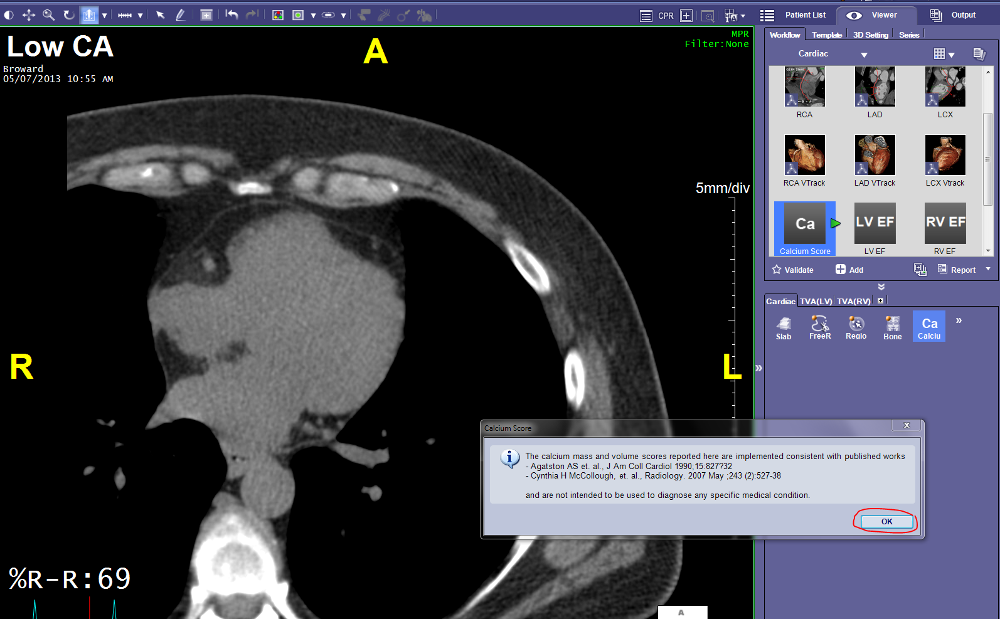 CPR
Patient List
Viewer
Output
Low CA
Broward
05/07/2013 10:55 AM
A
MPR
Filter:None
R
L
5mm/div
%R-R:69
A
Workflow
Template
3D Setting
Series
Cardiac
RCA
LAD
LCX
RCA VTrack
LAD VTrack
LCX Vtrack
Ca
LV EF
RV EF
Calcium Score
LV EF
RV EF
Validate
Add
Report
Cardiac
TVA(LV)
TVA(RV)
Slab
FreeR
Regio
Bone
Ca
Calciu
Calcium Score
The calcium mass and volume scores reported here are implemented consistent with published works
- Agatston AS et. al., J Am Coll Cardiol 1990;15:827?32
- Cynthia H McCollough, et. al., Radiology. 2007 May ;243 (2):527-38
and are not intended to be used to diagnose any specific medical condition.
OK